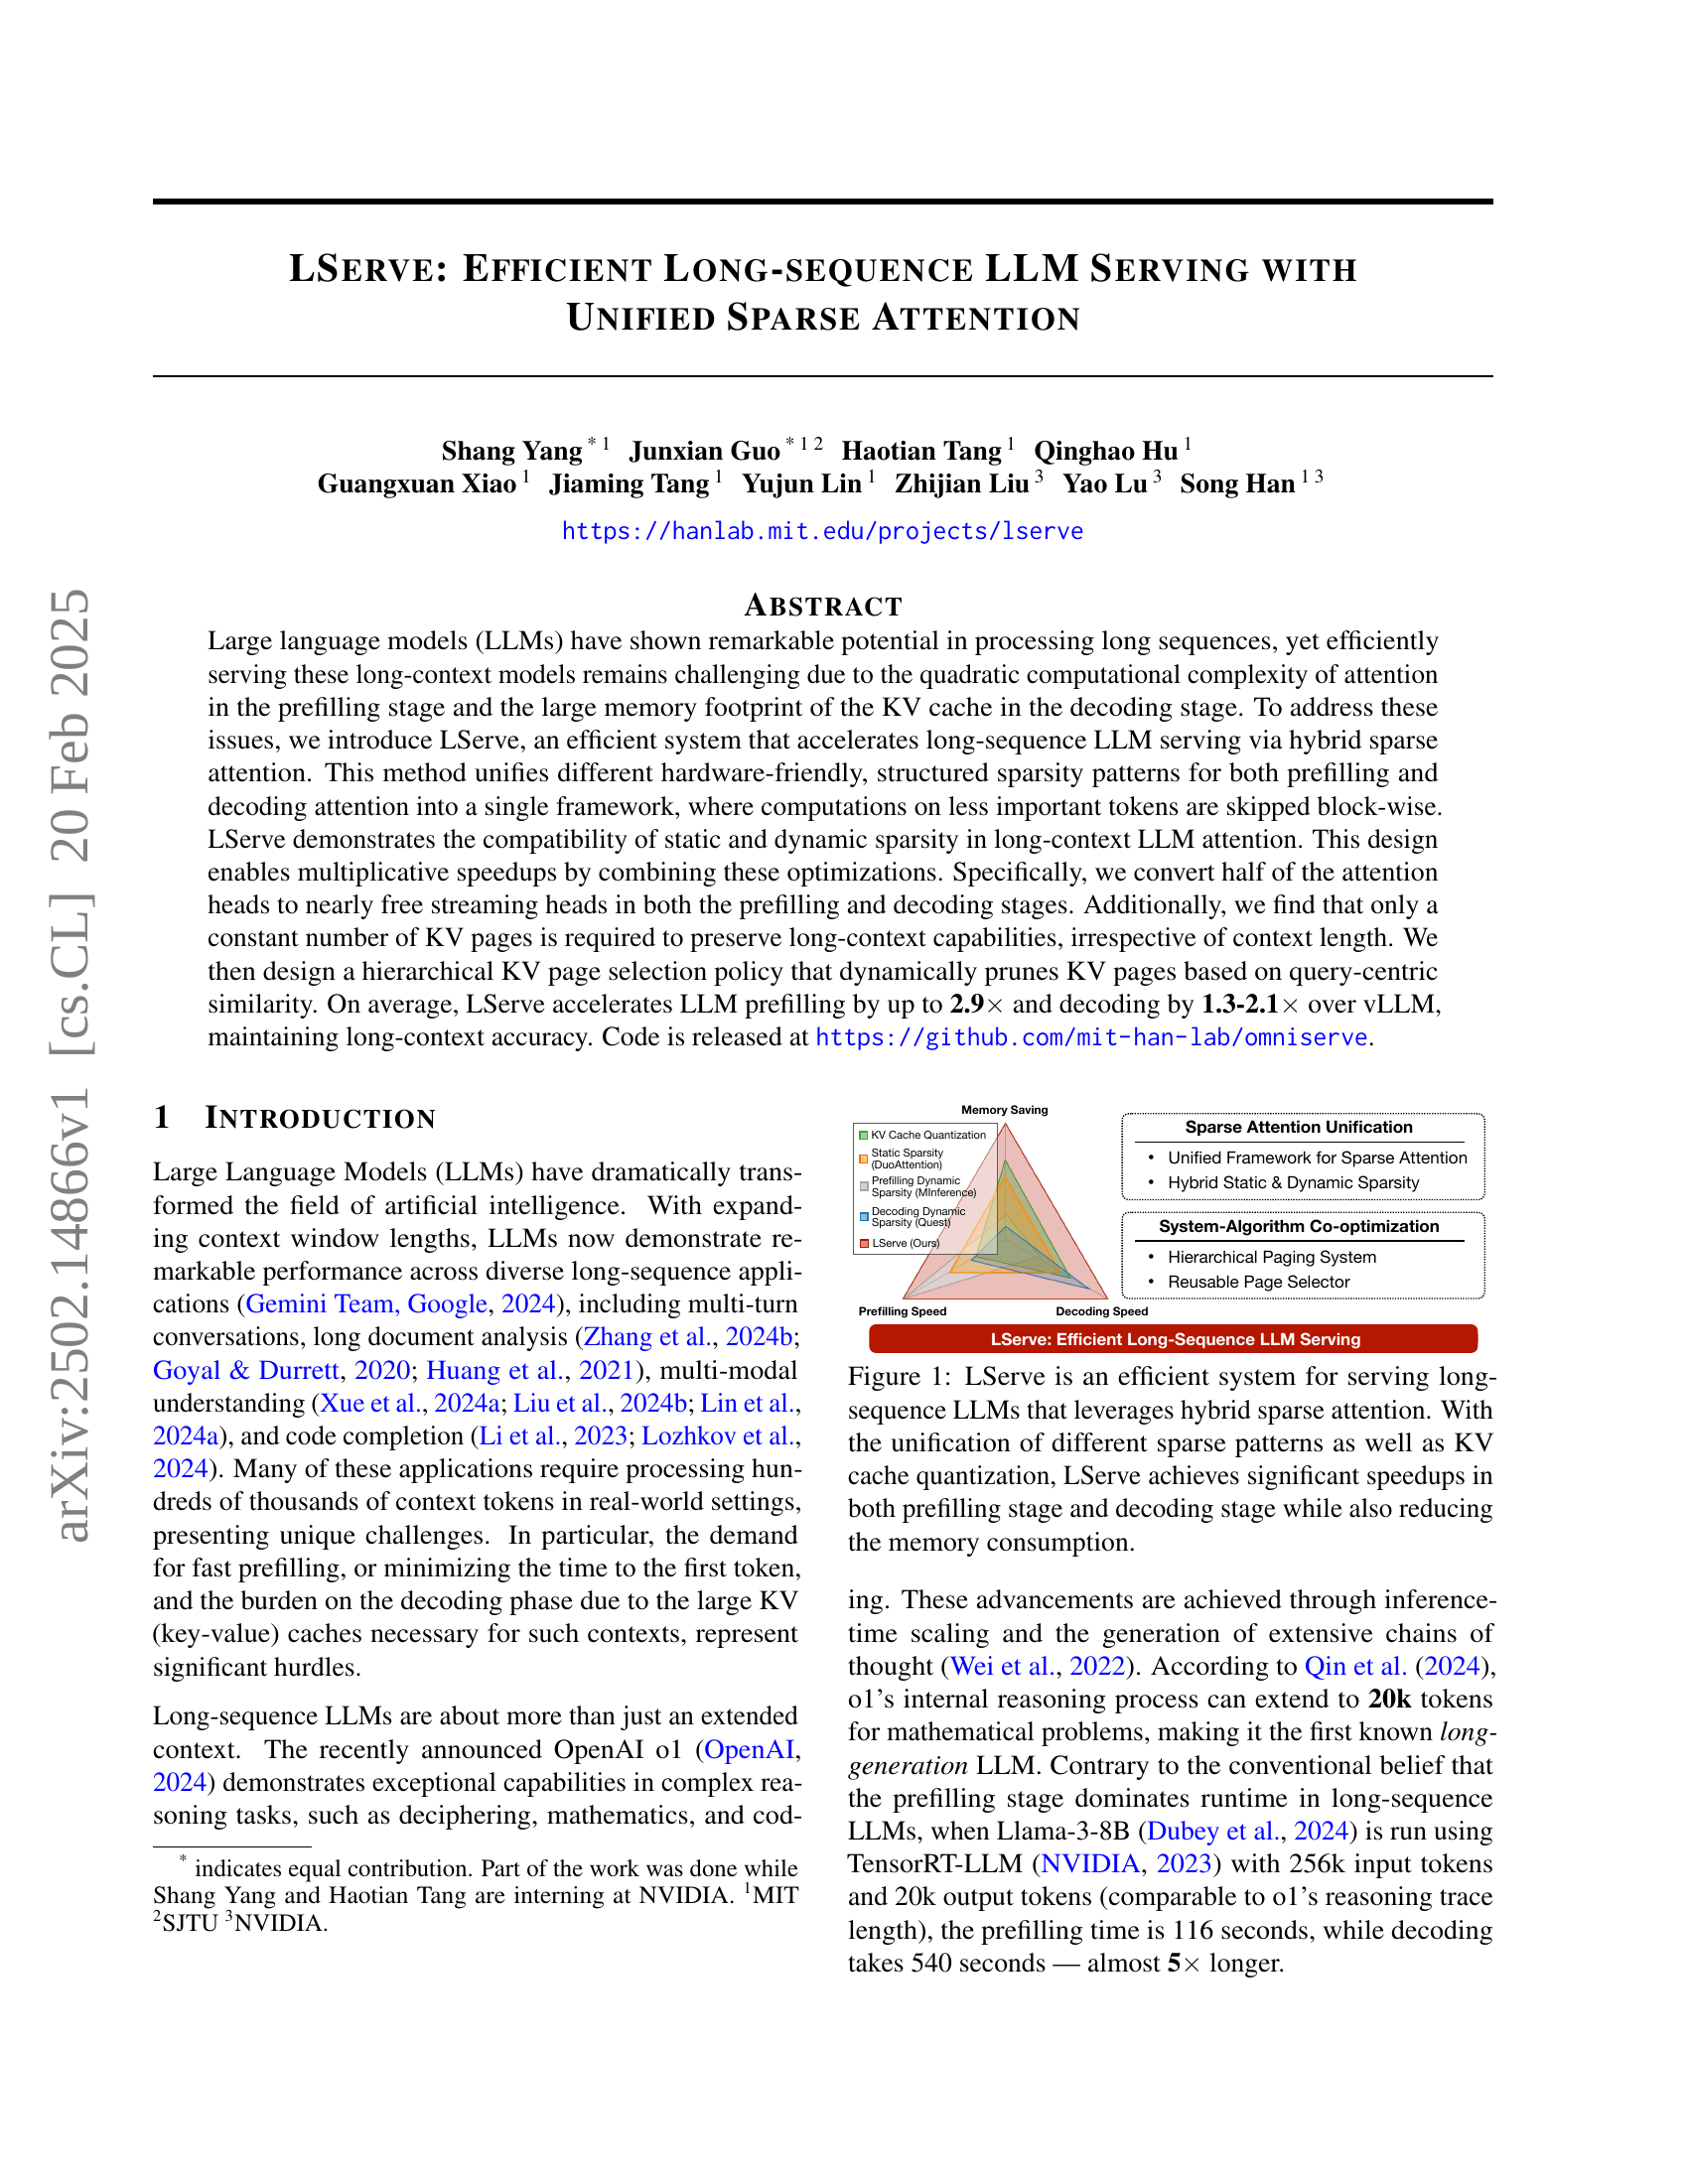 arXiv:2502.14866v1 [cs.CL] 20 Feb 2025
LSERVE: EFFICIENT LONG-SEQUENCE LLM SERVING WITH
UNIFIED SPARSE ATTENTION
Shang Yang * 1 Junxian Guo * 1 2 Haotian Tang 1 Qinghao Hu 1
Guangxuan Xiao 1 Jiaming Tang 1 Yujun Lin 1 Zhijian Liu 3 Yao Lu 3 Song Han 1 3
https://hanlab.mit.edu/projects/lserve
ABSTRACT
Large language models (LLMs) have shown remarkable potential in processing long sequences, yet efficiently
serving these long-context models remains challenging due to the quadratic computational complexity of attention
in the prefilling stage and the large memory footprint of the KV cache in the decoding stage. To address these
issues, we introduce LServe, an efficient system that accelerates long-sequence LLM serving via hybrid sparse
attention. This method unifies different hardware-friendly, structured sparsity patterns for both prefilling and
decoding attention into a single framework, where computations on less important tokens are skipped block-wise.
LServe demonstrates the compatibility of static and dynamic sparsity in long-context LLM attention. This design
enables multiplicative speedups by combining these optimizations. Specifically, we convert half of the attention
heads to nearly free streaming heads in both the prefilling and decoding stages. Additionally, we find that only a
constant number of KV pages is required to preserve long-context capabilities, irrespective of context length. We
then design a hierarchical KV page selection policy that dynamically prunes KV pages based on query-centric
similarity. On average, LServe accelerates LLM prefilling by up to 2.9× and decoding by 1.3-2.1× over vLLM,
maintaining long-context accuracy. Code is released at https://github.com/mit-han-lab/omniserve.
1 INTRODUCTION
Large Language Models (LLMs) have dramatically trans-
formed the field of artificial intelligence. With expand-
ing context window lengths, LLMs now demonstrate re-
markable performance across diverse long-sequence appli-
cations (Gemini Team, Google, 2024), including multi-turn
conversations, long document analysis (Zhang et al., 2024b;
Goyal & Durrett, 2020; Huang et al., 2021), multi-modal
understanding (Xue et al., 2024a; Liu et al., 2024b; Lin et al.,
2024a), and code completion (Li et al., 2023; Lozhkov et al.,
2024). Many of these applications require processing hun-
dreds of thousands of context tokens in real-world settings,
presenting unique challenges. In particular, the demand
for fast prefilling, or minimizing the time to the first token,
and the burden on the decoding phase due to the large KV
(key-value) caches necessary for such contexts, represent
significant hurdles.
Long-sequence LLMs are about more than just an extended
context. The recently announced OpenAI o1 (OpenAI,
2024) demonstrates exceptional capabilities in complex rea-
soning tasks, such as deciphering, mathematics, and cod-
* indicates equal contribution. Part of the work was done while
Shang Yang and Haotian Tang are interning at NVIDIA. 1MIT
2SJTU 3NVIDIA.
Memory Saving
KV Cache Quantization
Static Sparsity
(DuoAttention)
Prefilling Dynamic
Sparsity (MInference)
Decoding Dynamic
Sparsity (Quest)
LServe (Ours)
Prefilling Speed
Decoding Speed
Sparse Attention Unification
• Unified Framework for Sparse Attention
• Hybrid Static & Dynamic Sparsity
System-Algorithm Co-optimization
• Hierarchical Paging System
• Reusable Page Selector
LServe: Efficient Long-Sequence LLM Serving
Figure 1: LServe is an efficient system for serving long-
sequence LLMs that leverages hybrid sparse attention. With
the unification of different sparse patterns as well as KV
cache quantization, LServe achieves significant speedups in
both prefilling stage and decoding stage while also reducing
the memory consumption.
ing. These advancements are achieved through inference-
time scaling and the generation of extensive chains of
thought (Wei et al., 2022). According to Qin et al. (2024),
o1's internal reasoning process can extend to 20k tokens
for mathematical problems, making it the first known long-
generation LLM. Contrary to the conventional belief that
the prefilling stage dominates runtime in long-sequence
LLMs, when Llama-3-8B (Dubey et al., 2024) is run using
TensorRT-LLM (NVIDIA, 2023) with 256k input tokens
and 20k output tokens (comparable to o1's reasoning trace
length), the prefilling time is 116 seconds, while decoding
takes 540 seconds — almost 5× longer.